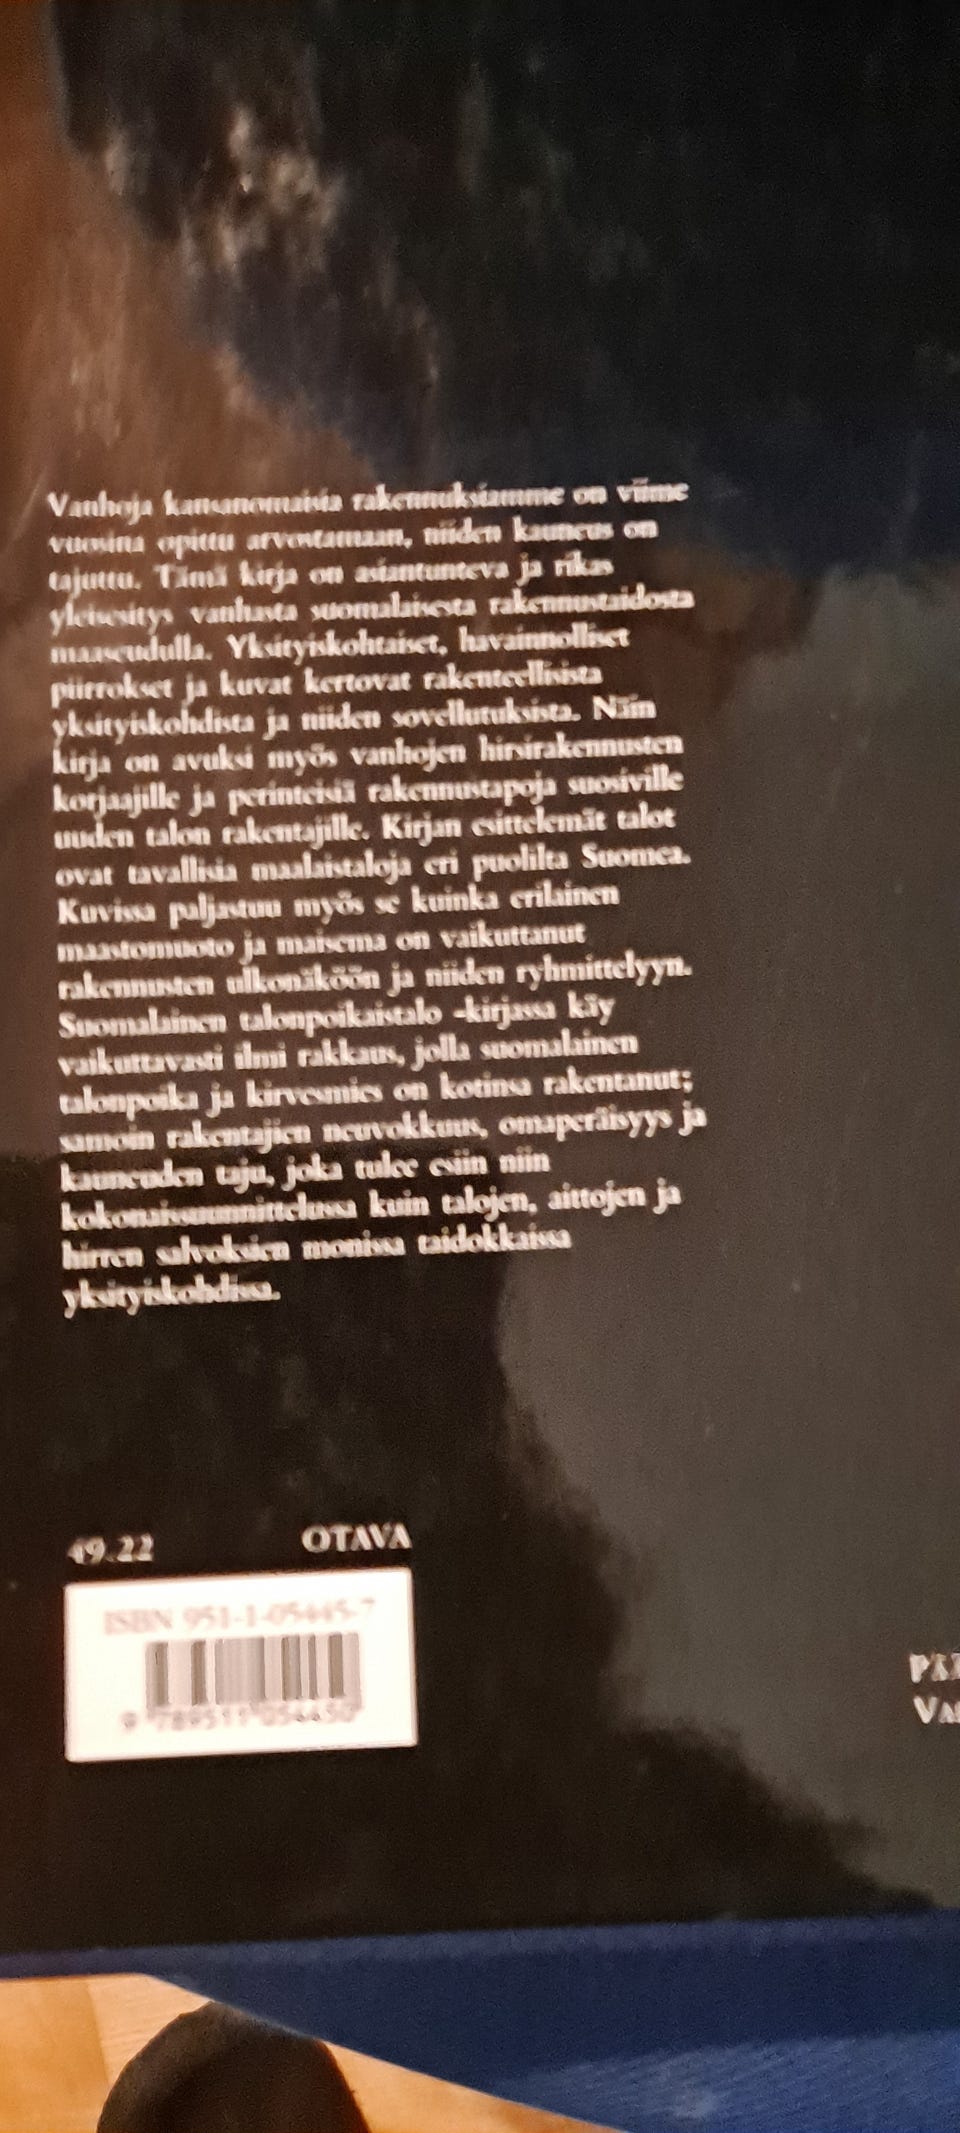 Vanhoja kansanomaisia rakennuksiamme on viime
vuosina opittu arvostamaan, niiden kauneus on
tajuttu. Tämä kirja on asiantunteva ja rikas
yleisesitys vanhasta suomalaisesta rakennustaidosta
maaseudulla. Yksityiskohtaiset, havainnolliset
piirrokset ja kuvat kertovat rakenteellisista
yksityiskohdista ja niiden sovellutuksista. Näin
kirja on avuksi myös vanhojen hirsirakennusten
korjaajille ja perinteisiä rakennustapoja suosiville
uuden talon rakentajille. Kirjan esittelemät talot
ovat tavallisia maalaistaloja eri puolilta Suomea.
Kuvissa paljastuu myös se kuinka erilainen
maastomuoto ja maisema on vaikuttanut
rakennusten ulkonäköön ja niiden ryhmittelyyn.
Suomalainen talonpoikaistalo -kirjassa käy
vaikuttavasti ilmi rakkaus, jolla suomalainen
talonpoika ja kirvesmies on kotinsa rakentanut;
samoin rakentajien neuvokkuus, omaperäisyys ja
kauneuden taju, joka tulee esiin niin
kokonaissuunnittelussa kuin talojen, aittojen ja
hirren salvoksien monissa taidokkaissa
yksityiskohdissa.
49.22 OTAVA
ISBN 951-1-05445-7
9 789511 054450